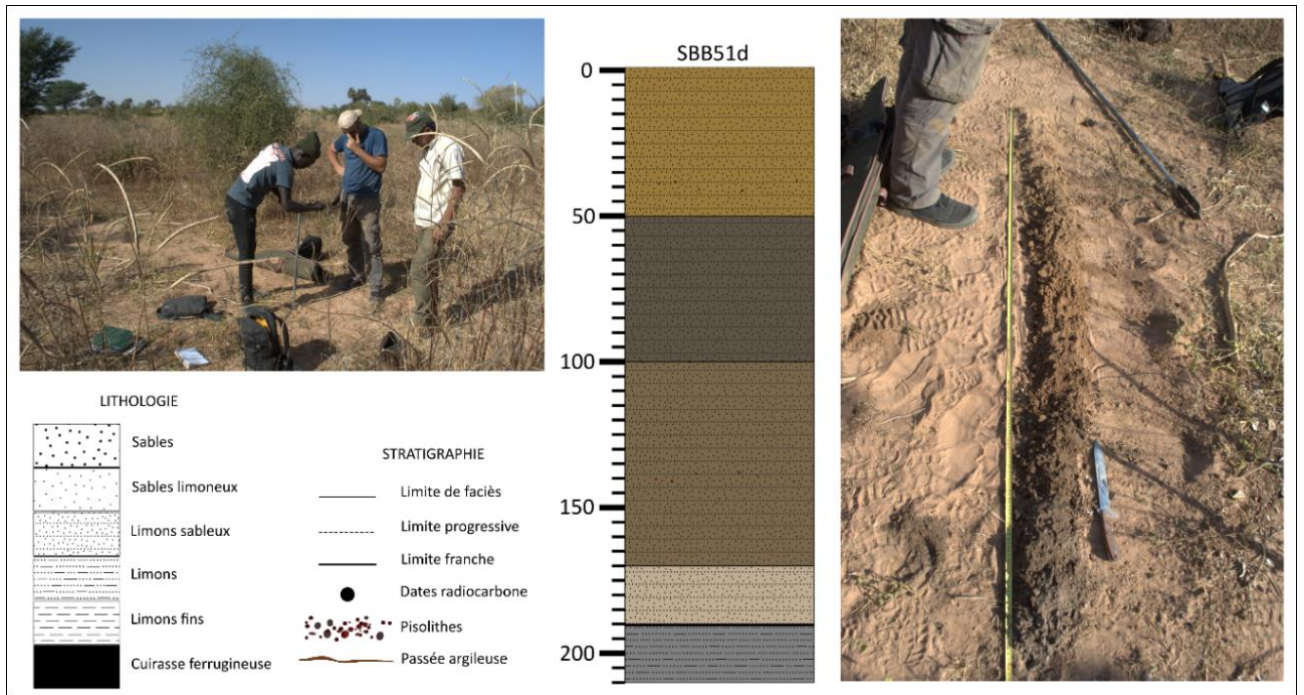 SBB51d
0
50
100
150
200
LITHOLOGIE
Sables
Sables limoneux
Limons sableux
Limons
Limons fins
Cuirasse ferrugineuse
STRATIGRAPHIE
Limite de faciès
Limite progressive
Limite franche
Dates radiocarbone
Pisolithes
Passée argileuse